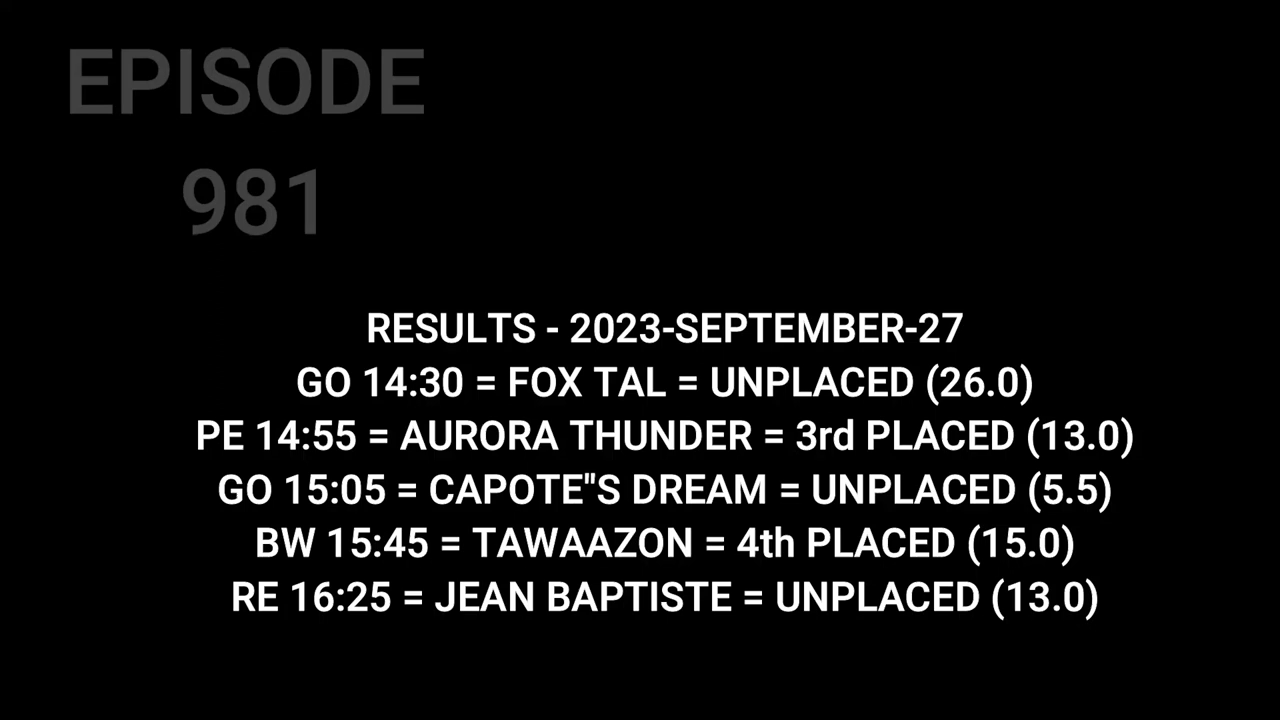 EPISODE
981
RESULTS - 2023-SEPTEMBER-27
GO 14:30 = FOX TAL = UNPLACED (26.0)
PE 14:55 = AURORA THUNDER = 3rd PLACED (13.0)
GO 15:05 = CAPOTE"S DREAM = UNPLACED (5.5)
BW 15:45 = TAWAAZON = 4th PLACED (15.0)
RE 16:25 = JEAN BAPTISTE = UNPLACED (13.0)